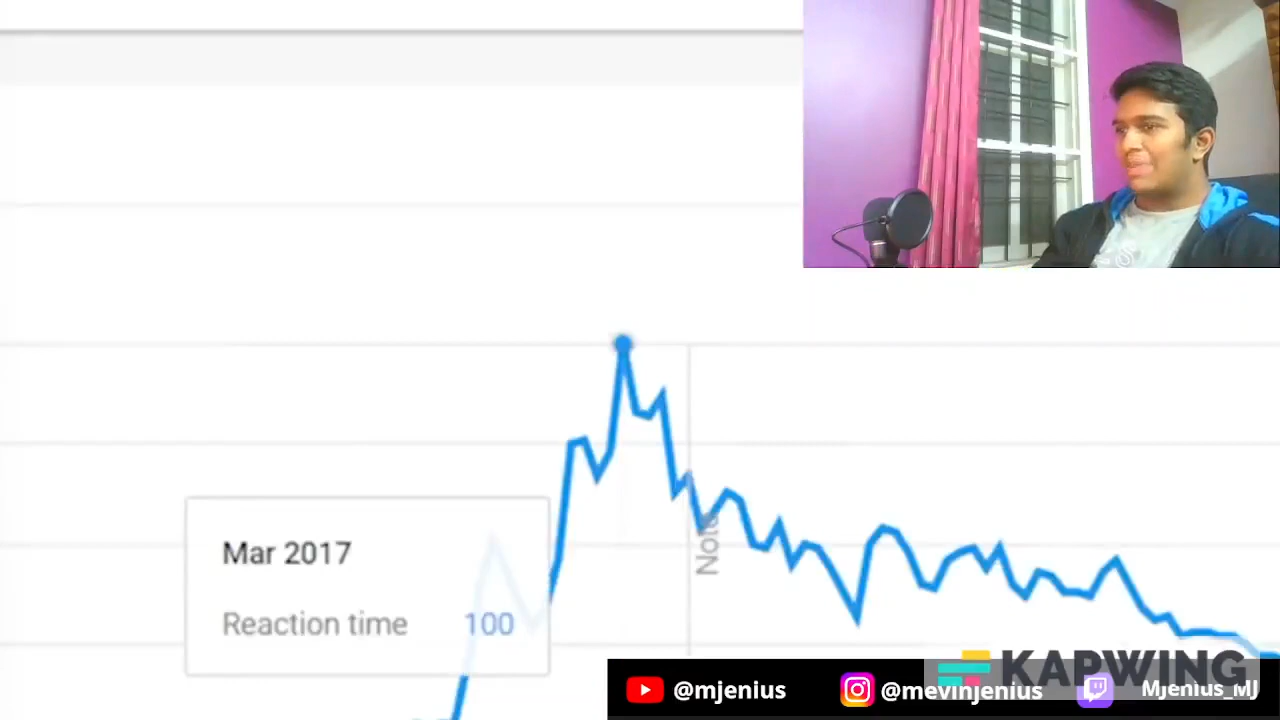 Mar 2017
Reaction time 100
Note
KAPWING
@mjenius
@mevinjenius
Mjenius_MJ